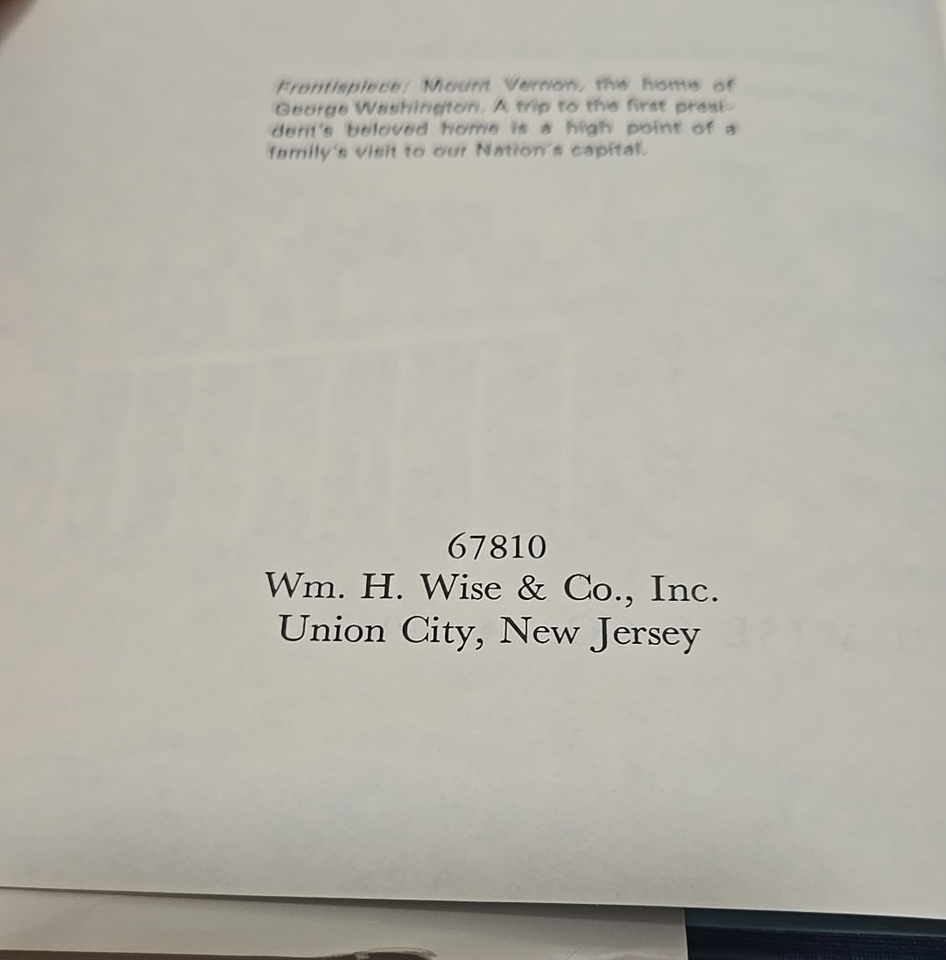 Frontispiece: Mount Vernon, the home of
George Washington. A trip to the first presi-
dent's beloved home is a high point of a
family's visit to our Nation's capital.
67810
Wm. H. Wise & Co., Inc.
Union City, New Jersey